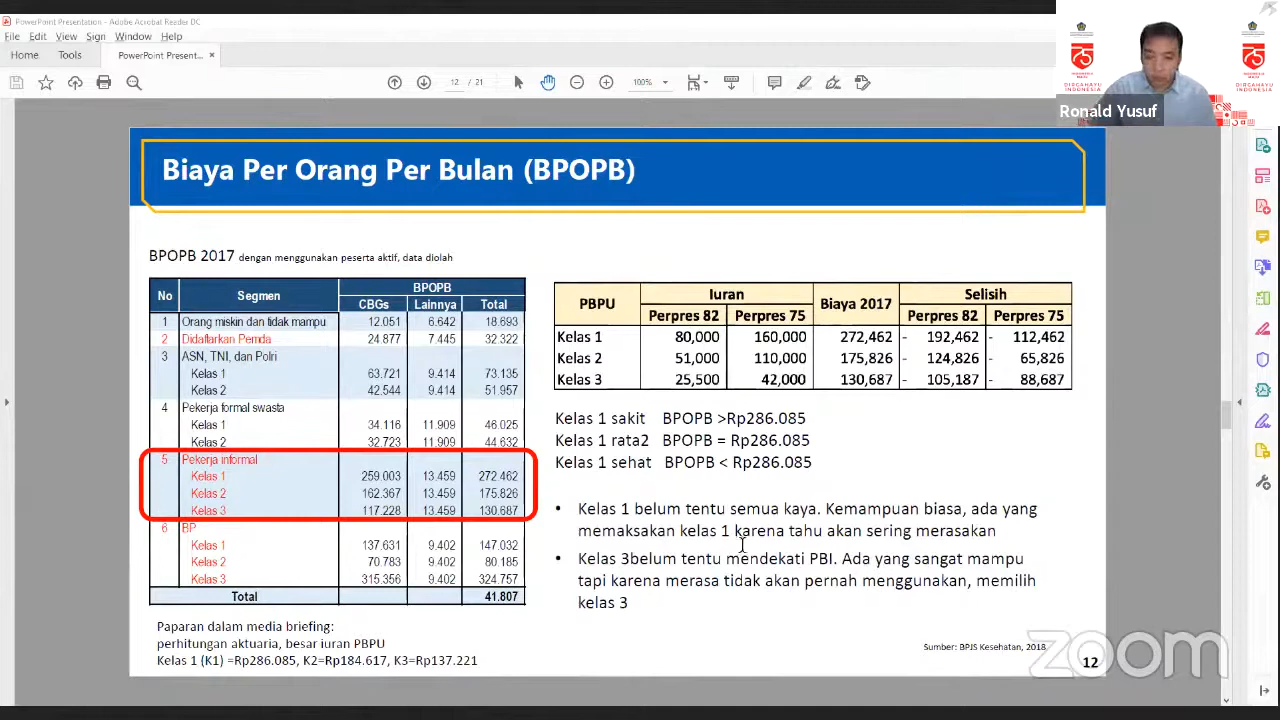 PowerPoint Presentation - Adobe Acrobat Reader DC
File Edit View Sign Window Help
Home Tools PowerPoint Present... ×
12 / 21 100%
75
75
INDONESIA MAJU
DIRGAHAYU INDONESIA
DIRGAHAYU INDONESIA
Ronald Yusuf
Biaya Per Orang Per Bulan (BPOPB)
BPOPB 2017 dengan menggunakan peserta aktif, data diolah
No Segmen BPOPB
CBGs Lainnya Total
1 Orang miskin dan tidak mampu 12.051 6.642 18.693
2 Didaftarkan Pemda 24.877 7.445 32.322
3 ASN, TNI, dan Polri
Kelas 1 63.721 9.414 73.135
Kelas 2 42.544 9.414 51.957
4 Pekerja formal swasta
Kelas 1 34.116 11.909 46.025
Kelas 2 32.723 11.909 44.632
5 Pekerja informal
Kelas 1 259.003 13.459 272.462
Kelas 2 162.367 13.459 175.826
Kelas 3 117.228 13.459 130.687
6 BP
Kelas 1 137.631 9.402 147.032
Kelas 2 70.783 9.402 80.185
Kelas 3 315.356 9.402 324.757
Total 41.807
Paparan dalam media briefing:
perhitungan aktuaria, besar iuran PBPU
Kelas 1 (K1) =Rp286.085, K2=Rp184.617, K3=Rp137.221
PBPU Iuran Biaya 2017 Selisih
Perpres 82 Perpres 75 Perpres 82 Perpres 75
Kelas 1 80,000 160,000 272,462 - 192,462 - 112,462
Kelas 2 51,000 110,000 175,826 - 124,826 - 65,826
Kelas 3 25,500 42,000 130,687 - 105,187 - 88,687
Kelas 1 sakit BPOPB >Rp286.085
Kelas 1 rata2 BPOPB = Rp286.085
Kelas 1 sehat BPOPB < Rp286.085
• Kelas 1 belum tentu semua kaya. Kemampuan biasa, ada yang
memaksakan kelas 1 karena tahu akan sering merasakan
• Kelas 3belum tentu mendekati PBI. Ada yang sangat mampu
tapi karena merasa tidak akan pernah menggunakan, memilih
kelas 3
Sumber: BPJS Kesehatan, 2018
12
zoom